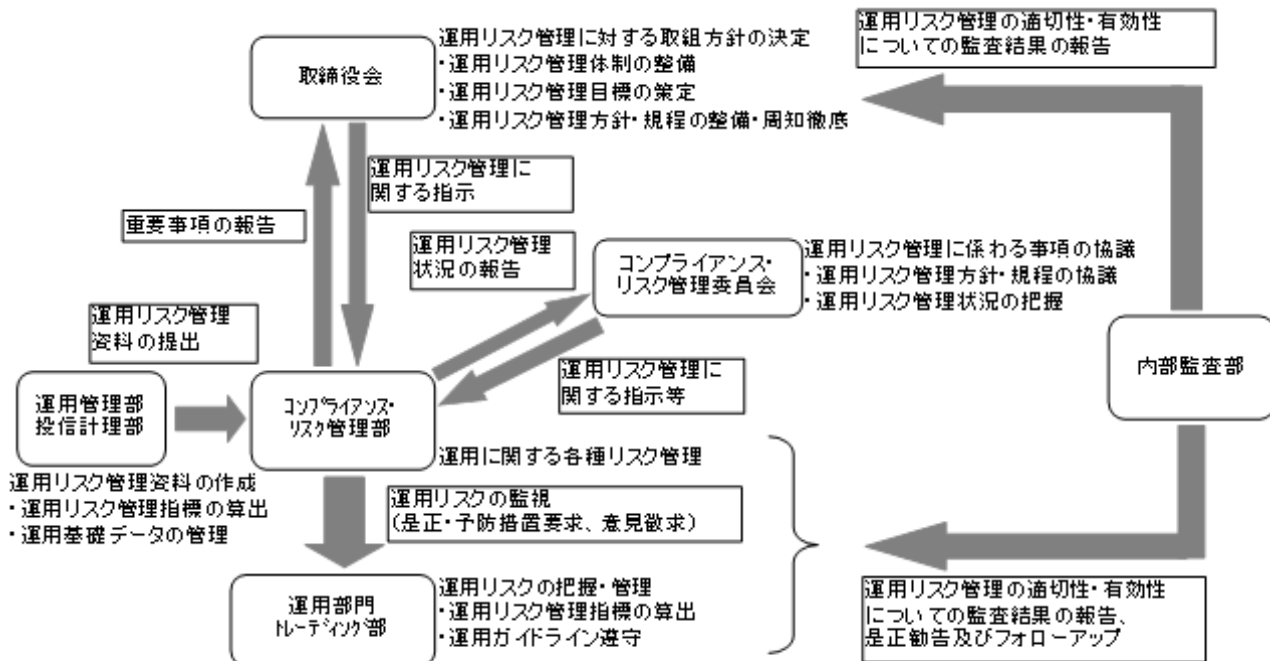 取締役会
運用リスク管理に対する取組方針の決定
・運用リスク管理体制の整備
・運用リスク管理目標の策定
・運用リスク管理方針・規程の整備・周知徹底
運用リスク管理の適切性・有効性
についての監査結果の報告
運用リスク管理に
関する指示
重要事項の報告
運用リスク管理
状況の報告
コンプライアンス・
リスク管理委員会
運用リスク管理に係わる事項の協議
・運用リスク管理方針・規程の協議
・運用リスク管理状況の把握
運用リスク管理
資料の提出
運用リスク管理に
関する指示等
内部監査部
運用管理部
投信計理部
コンプライアンス・
リスク管理部
運用リスク管理資料の作成
・運用リスク管理指標の算出
・運用基礎データの管理
運用に関する各種リスク管理
運用リスクの監視
（是正・予防措置要求、意見徴求）
運用部門
トレーディング部
運用リスクの把握・管理
・運用リスク管理指標の算出
・運用ガイドライン遵守
運用リスク管理の適切性・有効性
についての監査結果の報告、
是正勧告及びフォローアップ